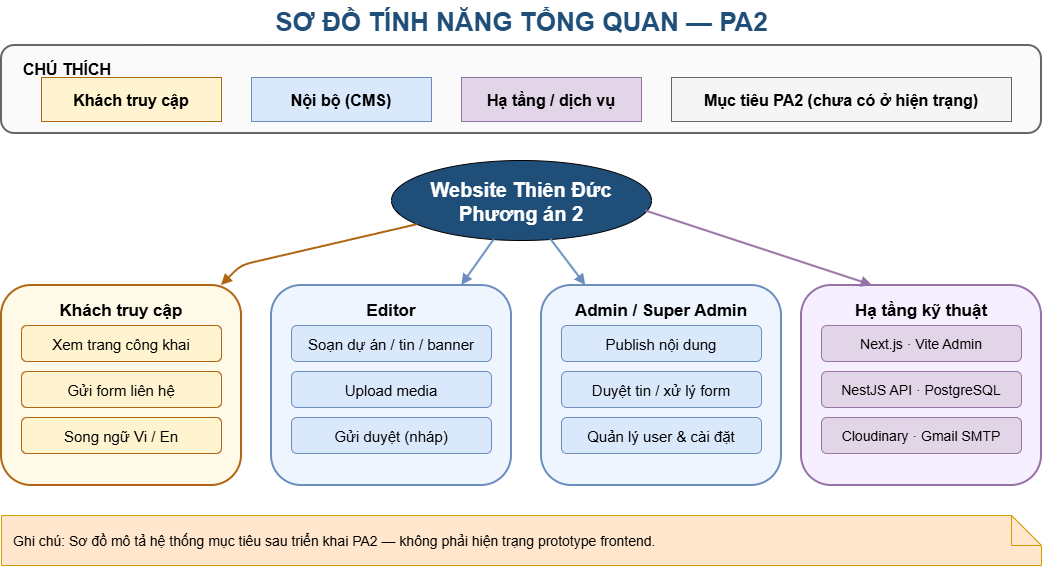 SƠ ĐỒ TÍNH NĂNG TỔNG QUAN — PA2
CHÚ THÍCH
Khách truy cập
Nội bộ (CMS)
Hạ tầng / dịch vụ
Mục tiêu PA2 (chưa có ở hiện trạng)
Website Thiên Đức
Phương án 2
Khách truy cập
Xem trang công khai
Gửi form liên hệ
Song ngữ Vi / En
Editor
Soạn dự án / tin / banner
Upload media
Gửi duyệt (nháp)
Admin / Super Admin
Publish nội dung
Duyệt tin / xử lý form
Quản lý user & cài đặt
Hạ tầng kỹ thuật
Next.js · Vite Admin
NestJS API · PostgreSQL
Cloudinary · Gmail SMTP
Ghi chú: Sơ đồ mô tả hệ thống mục tiêu sau triển khai PA2 — không phải hiện trạng prototype frontend.